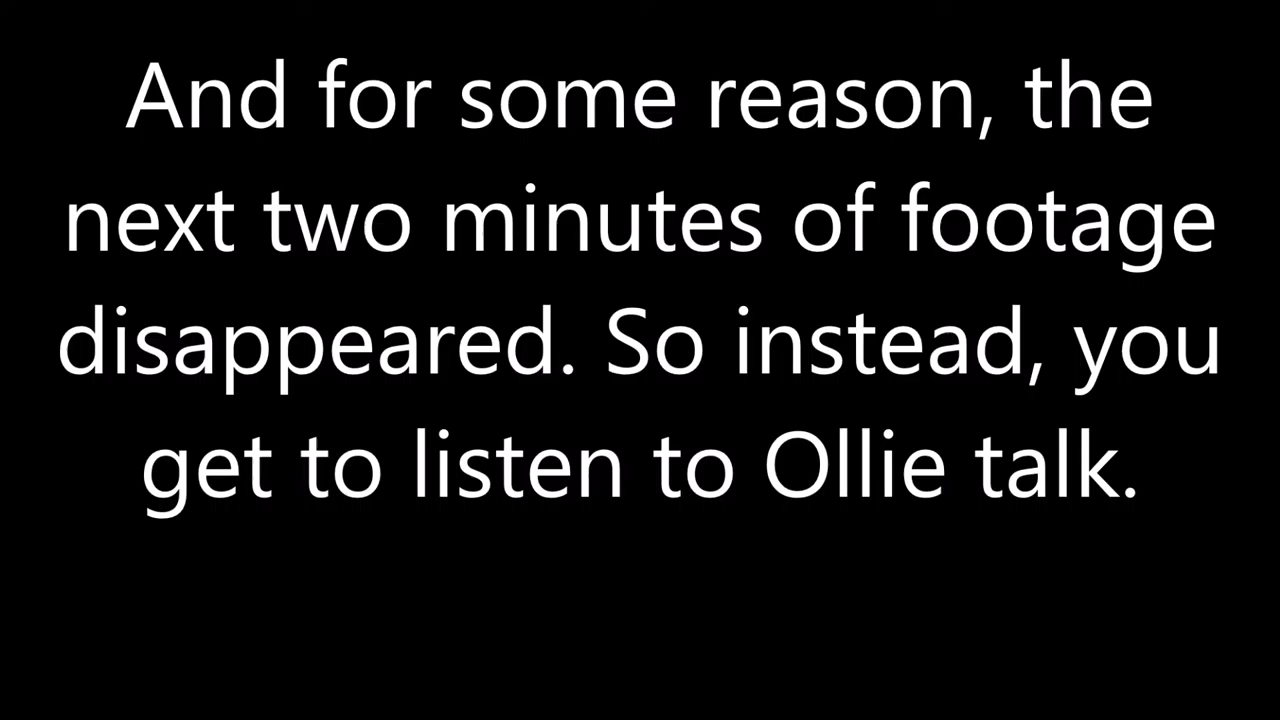 And for some reason, the
next two minutes of footage
disappeared. So instead, you
get to listen to Ollie talk.